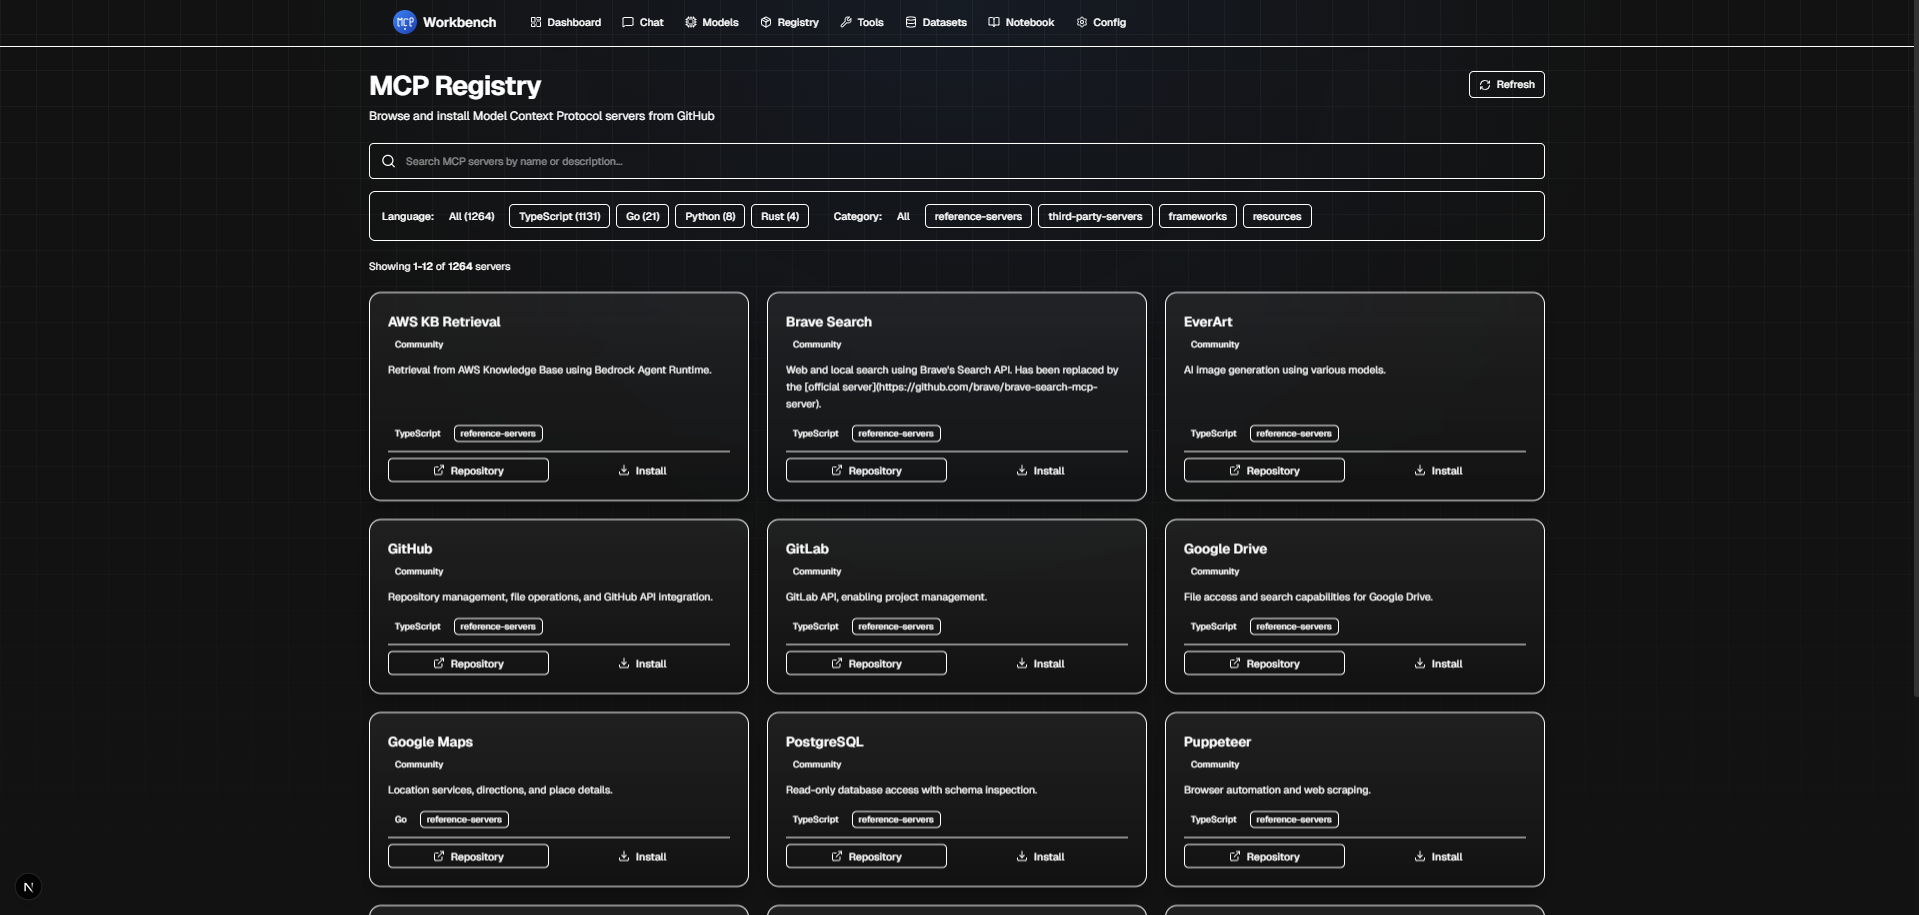 MCP Workbench Dashboard Chat Models Registry Tools Datasets Notebook Config
MCP Registry
Refresh
Browse and install Model Context Protocol servers from GitHub
Search MCP servers by name or description...
Language: All (1264) TypeScript (1131) Go (21) Python (8) Rust (4) Category: All reference-servers third-party-servers frameworks resources
Showing 1-12 of 1264 servers
AWS KB Retrieval
Community
Retrieval from AWS Knowledge Base using Bedrock Agent Runtime.
TypeScript reference-servers
Repository Install
Brave Search
Community
Web and local search using Brave's Search API. Has been replaced by
the [official server](https://github.com/brave/brave-search-mcp-
server).
TypeScript reference-servers
Repository Install
EverArt
Community
AI image generation using various models.
TypeScript reference-servers
Repository Install
GitHub
Community
Repository management, file operations, and GitHub API integration.
TypeScript reference-servers
Repository Install
GitLab
Community
GitLab API, enabling project management.
TypeScript reference-servers
Repository Install
Google Drive
Community
File access and search capabilities for Google Drive.
TypeScript reference-servers
Repository Install
Google Maps
Community
Location services, directions, and place details.
Go reference-servers
Repository Install
PostgreSQL
Community
Read-only database access with schema inspection.
TypeScript reference-servers
Repository Install
Puppeteer
Community
Browser automation and web scraping.
TypeScript reference-servers
Repository Install
N